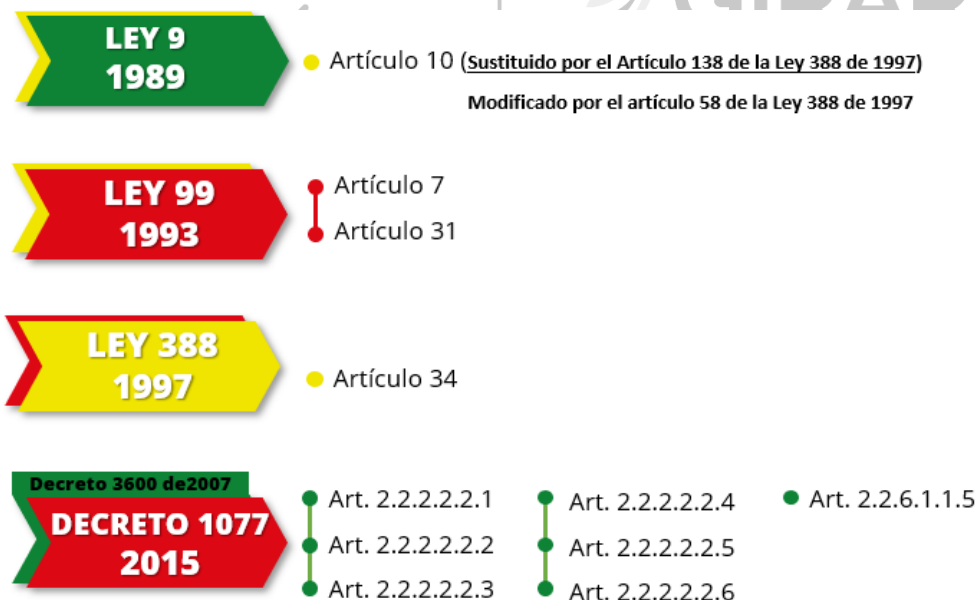 LEY 9
1989
Artículo 10 (Sustituido por el Artículo 138 de la Ley 388 de 1997)
Modificado por el artículo 58 de la Ley 388 de 1997
LEY 99
1993
Artículo 7
Artículo 31
LEY 388
1997
Artículo 34
Decreto 3600 de2007
DECRETO 1077
2015
Art. 2.2.2.2.2.1
Art. 2.2.2.2.2.2
Art. 2.2.2.2.2.3
Art. 2.2.2.2.2.4
Art. 2.2.2.2.2.5
Art. 2.2.2.2.2.6
Art. 2.2.6.1.1.5